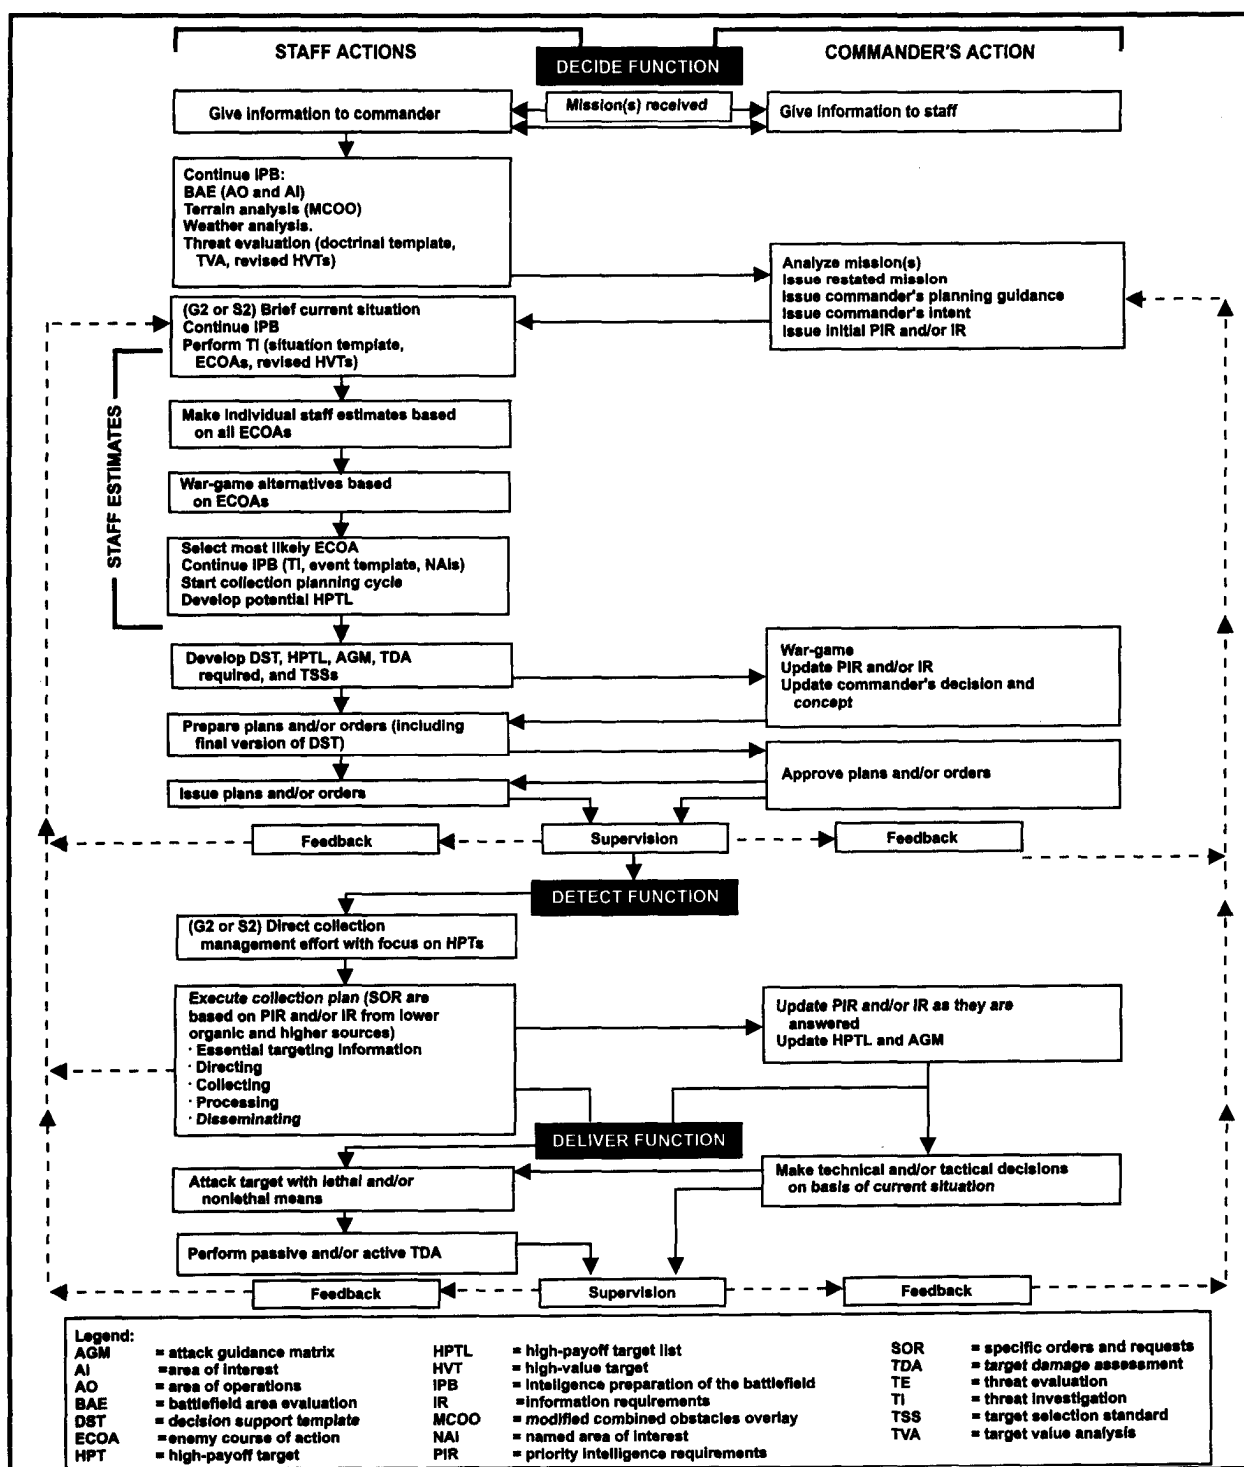 STAFF ACTIONS
COMMANDER'S ACTION
DECIDE FUNCTION
Mission(s) received
Give information to commander
Give information to staff
Continue IPB:
BAE (AO and AI)
Terrain analysis (MCOO)
Weather analysis.
Threat evaluation (doctrinal template,
TVA, revised HVTs)
Analyze mission(s)
Issue restated mission
Issue commander's planning guidance
Issue commander's intent
Issue initial PIR and/or IR
(G2 or S2) Brief current situation
Continue IPB
Perform TI (situation template,
ECOAs, revised HVTs)
STAFF ESTIMATES
Make individual staff estimates based
on all ECOAs
War-game alternatives based
on ECOAs
Select most likely ECOA
Continue IPB (TI, event template, NAIs)
Start collection planning cycle
Develop potential HPTL
Develop DST, HPTL, AGM, TDA
required, and TSSs
War-game
Update PIR and/or IR
Update commander's decision and
concept
Prepare plans and/or orders (including
final version of DST)
Approve plans and/or orders
Issue plans and/or orders
Feedback
Supervision
Feedback
DETECT FUNCTION
(G2 or S2) Direct collection
management effort with focus on HPTs
Execute collection plan (SOR are
based on PIR and/or IR from lower
organic and higher sources)
· Essential targeting information
· Directing
· Collecting
· Processing
· Disseminating
Update PIR and/or IR as they are
answered
Update HPTL and AGM
DELIVER FUNCTION
Attack target with lethal and/or
nonlethal means
Make technical and/or tactical decisions
on basis of current situation
Perform passive and/or active TDA
Feedback
Supervision
Feedback
Legend:
AGM = attack guidance matrix
AI =area of interest
AO = area of operations
BAE = battlefield area evaluation
DST = decision support template
ECOA =enemy course of action
HPT = high-payoff target
HPTL = high-payoff target list
HVT = high-value target
IPB = inteligence preparation of the battlefield
IR =information requirements
MCOO = modified combined obstacles overlay
NAI = named area of interest
PIR = priority intelligence requirements
SOR = specific orders and requests
TDA = target damage assessment
TE = threat evaluation
TI = threat investigation
TSS = target selection standard
TVA = target value analysis